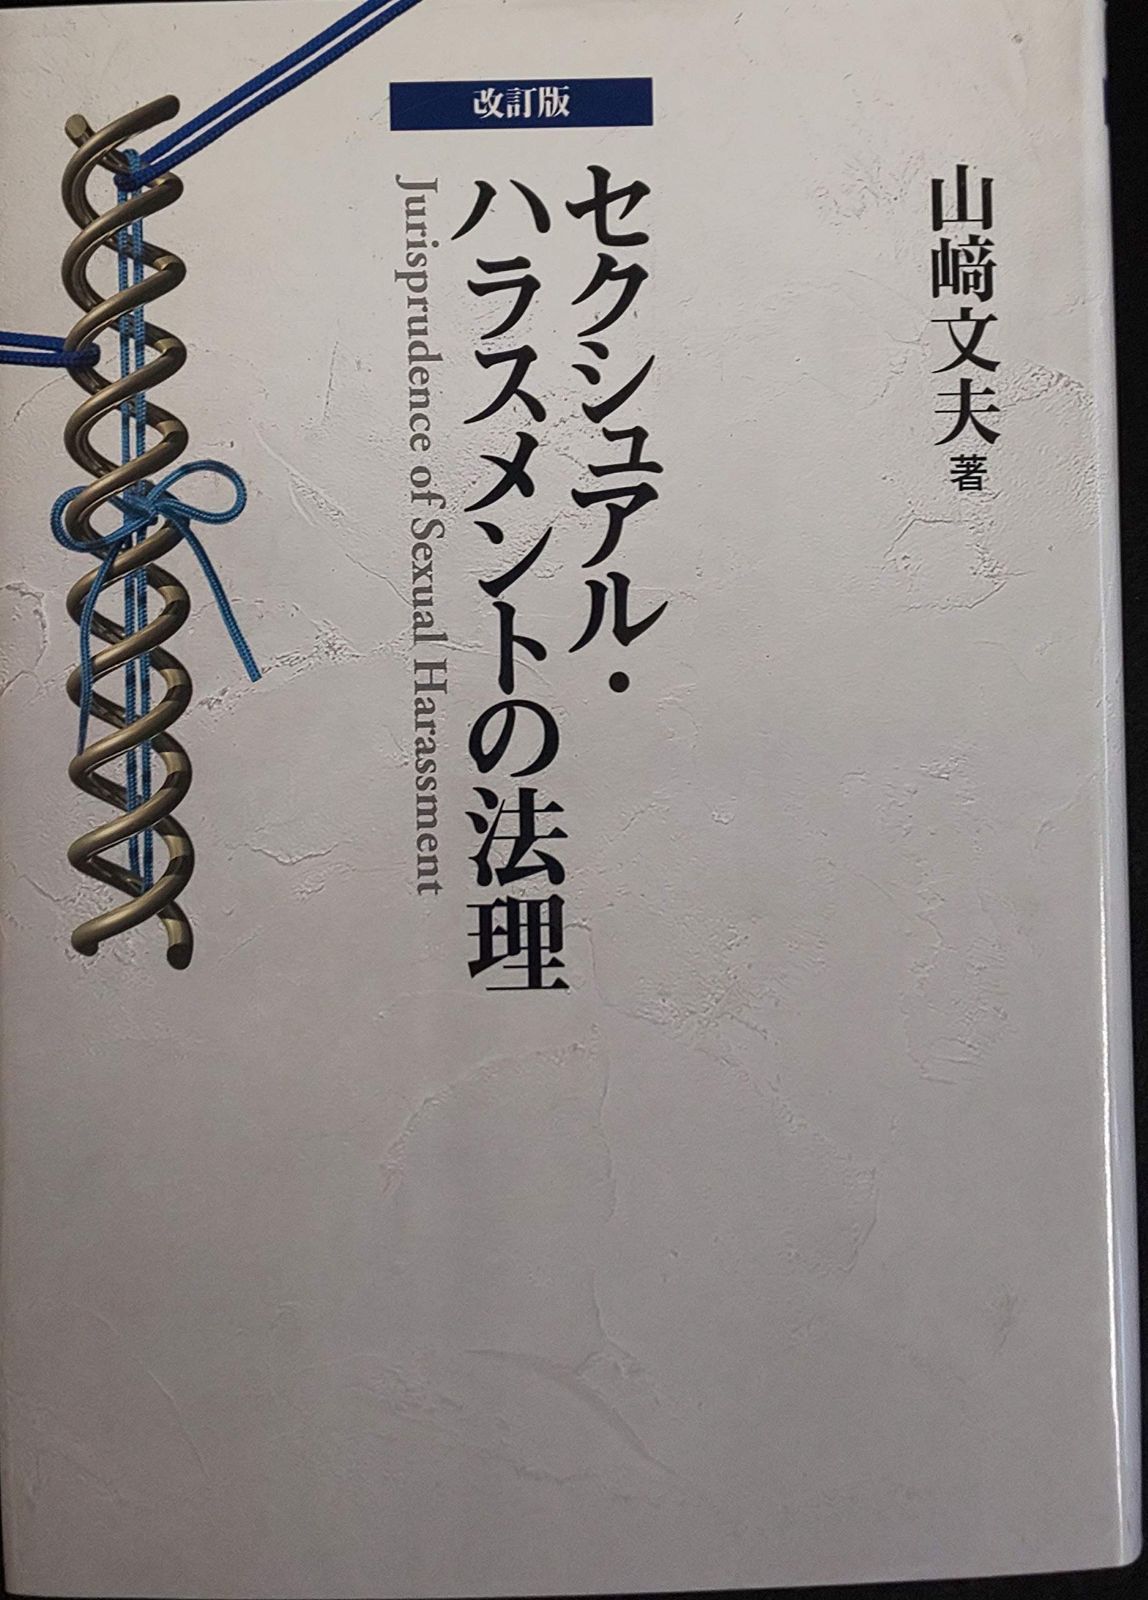 改訂版
セクシュアル・
ハラスメントの法理
Jurisprudence of Sexual Harassment
山﨑文夫 著